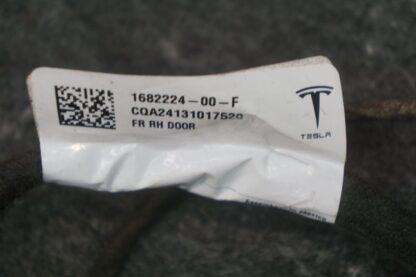 1682224-00-F
CQA24131017520
FR RH DOOR
TESLA